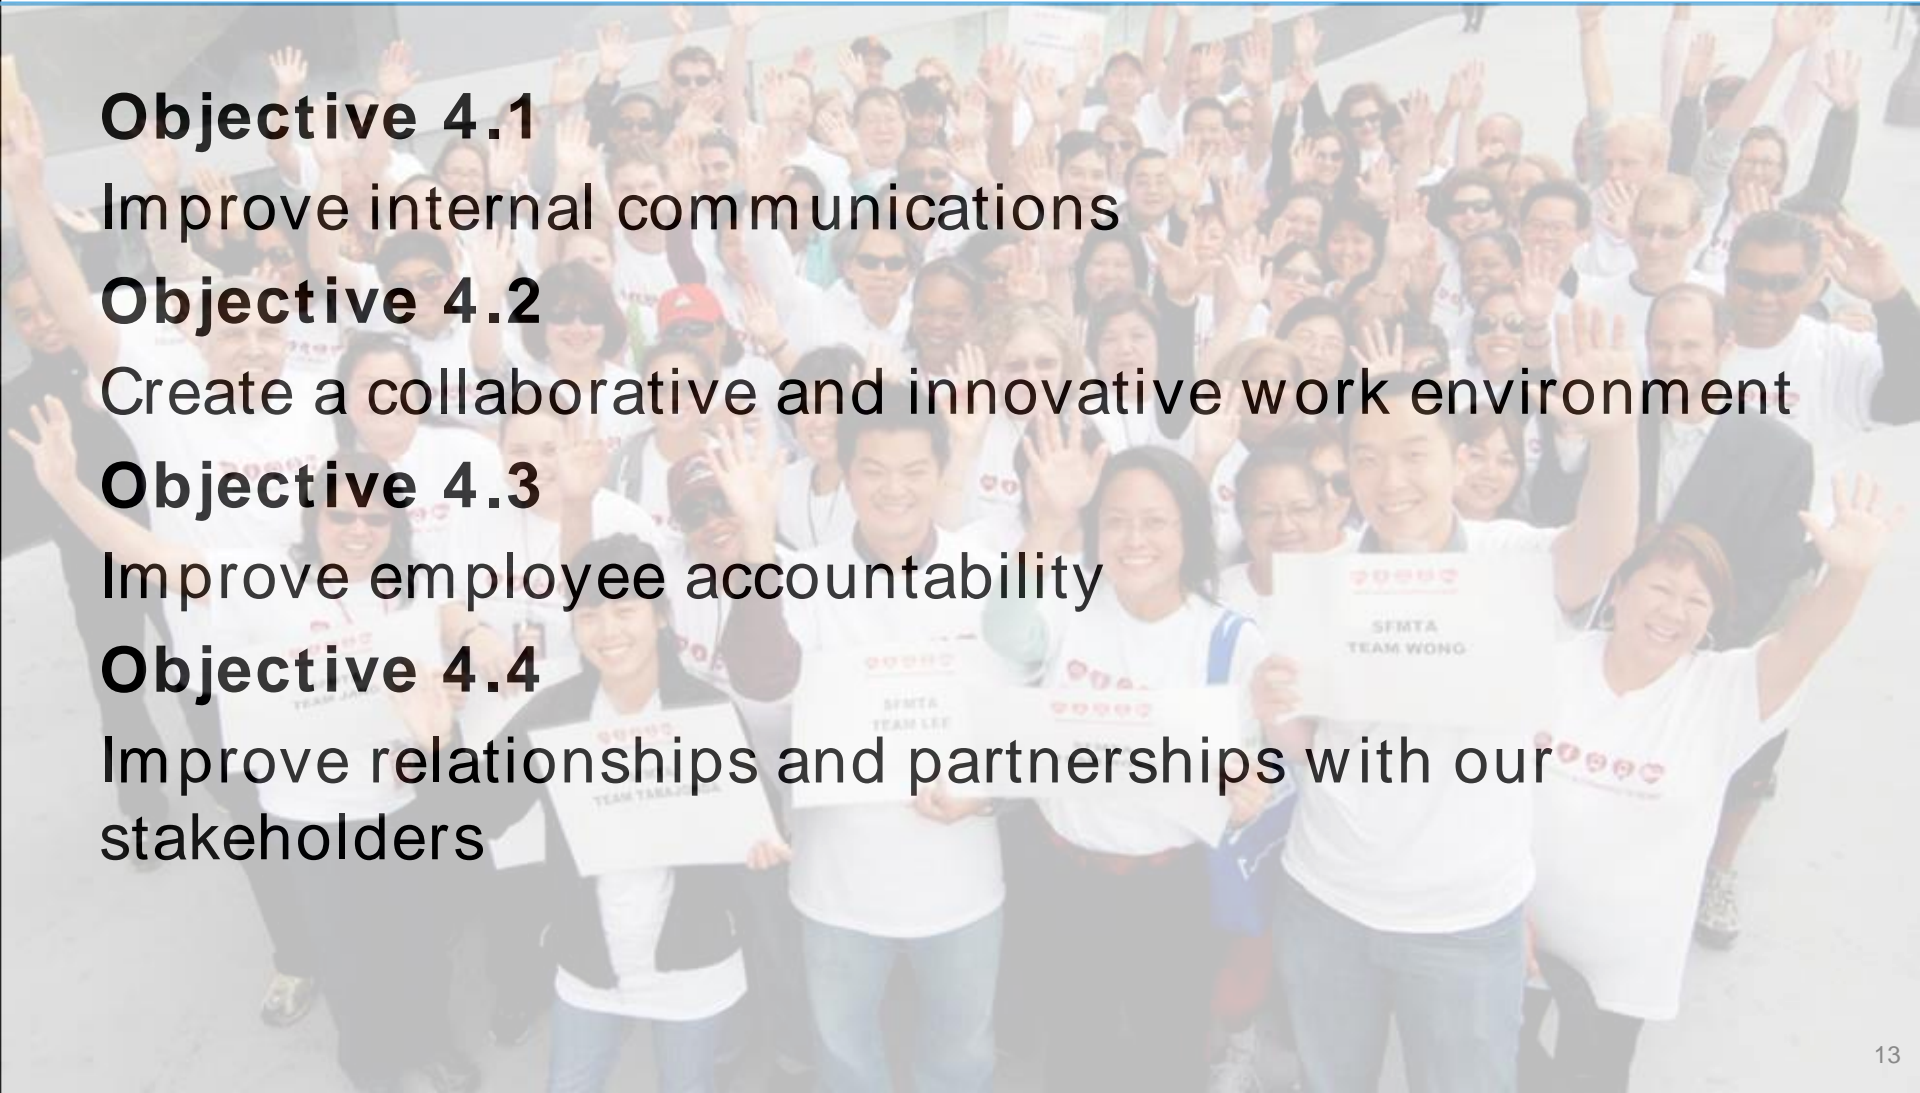 Objective 4.1
Improve internal communications
Objective 4.2
Create a collaborative and innovative work environment
Objective 4.3
Improve employee accountability
Objective 4.4
Improve relationships and partnerships with our
stakeholders
SFMTA
TEAM WONG
SFMTA
TEAM LEE
TEAM
13